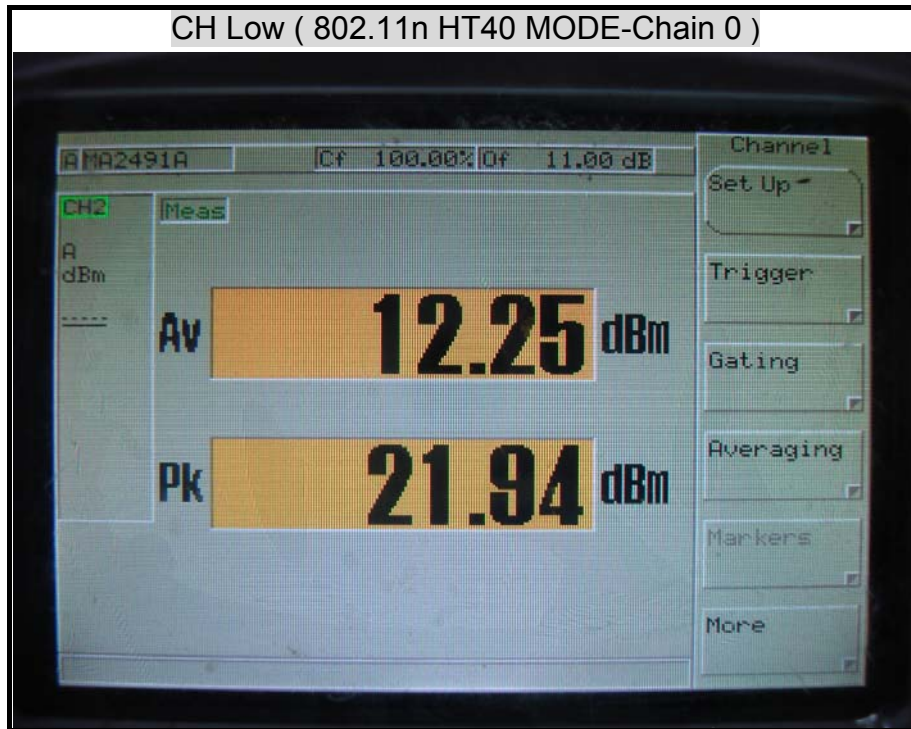 CH Low ( 802.11n HT40 MODE-Chain 0 )
A MA2491A Cf 100.00% Of 11.00 dB
Channel
Set Up
CH2 Meas
A
dBm
-----
Trigger
Av 12.25 dBm
Gating
Averaging
Pk 21.94 dBm
Markers
More